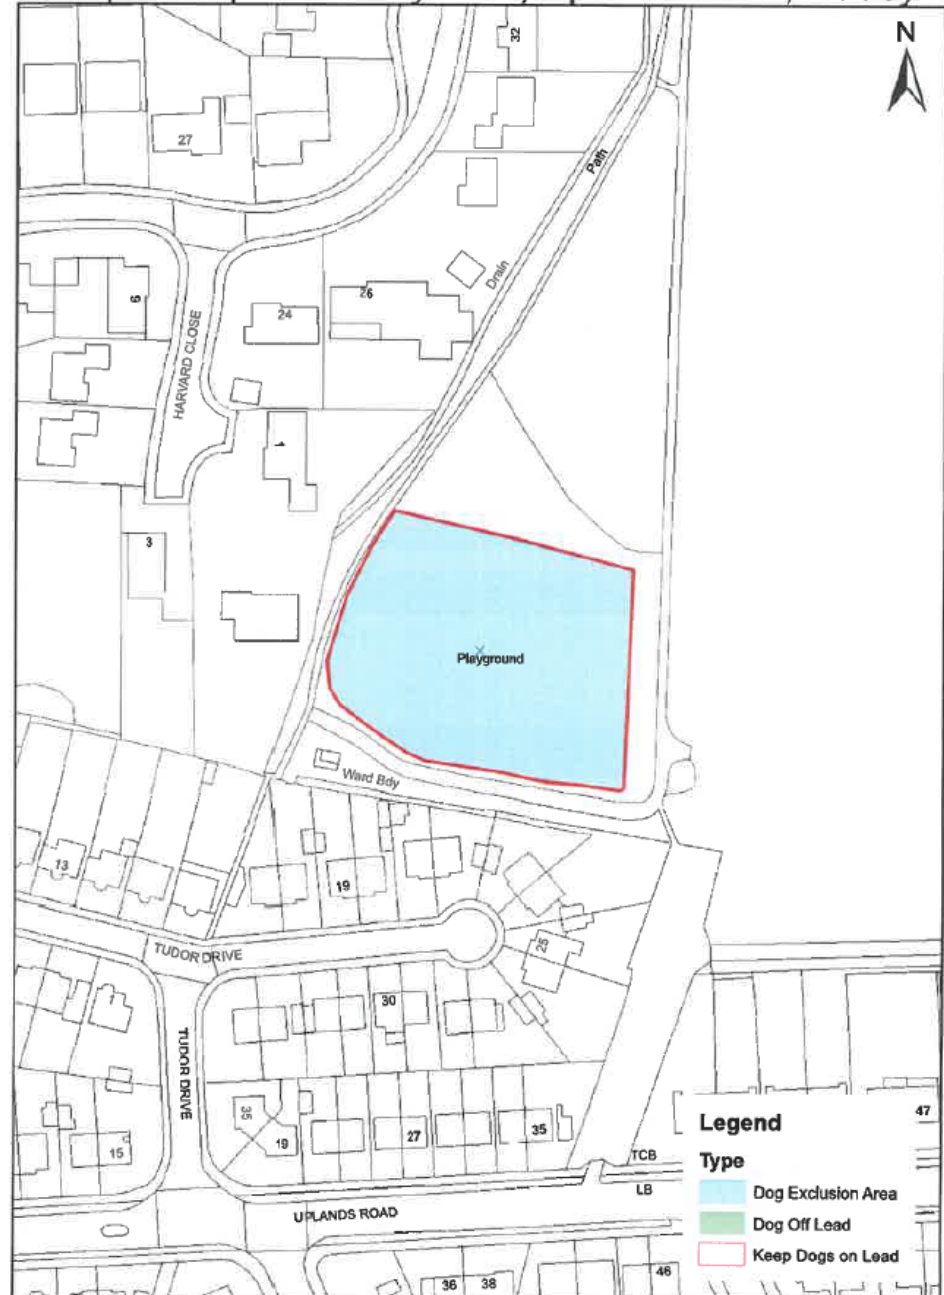 N
32
27
Path
Drain
26
6
24
HARVARD CLOSE
1
3
Playground
Ward Bdy
13
19
25
TUDOR DRIVE
1
30
TUDOR DRIVE
35
19
27
35
15
47
Legend
Type
Dog Exclusion Area
Dog Off Lead
Keep Dogs on Lead
TCB
LB
UPLANDS ROAD
36
38
46